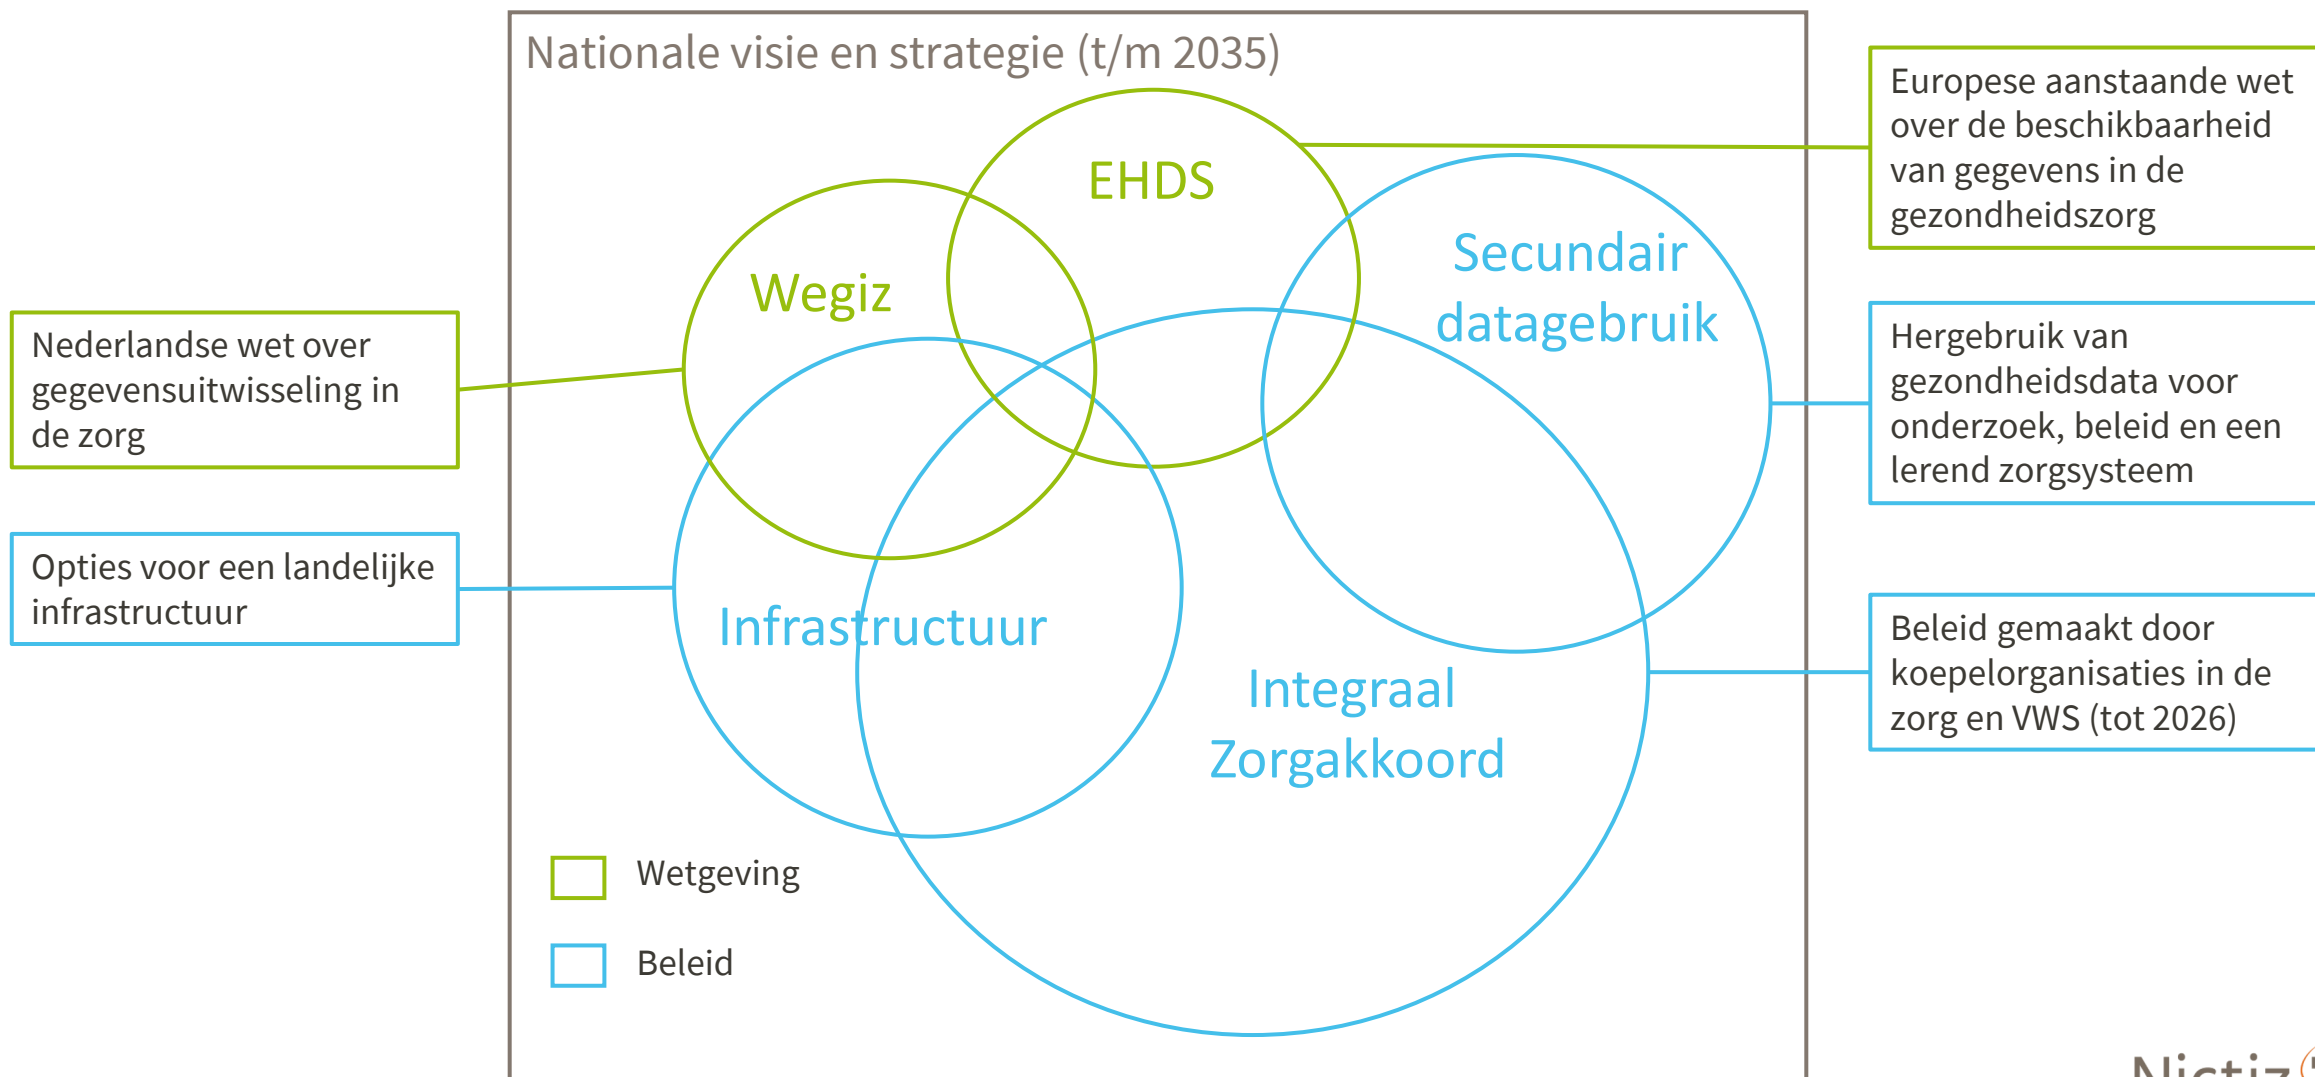 Nationale visie en strategie (t/m 2035)
EHDS
Wegiz
Secundair
datagebruik
Infrastructuur
Integraal
Zorgakkoord
Nederlandse wet over
gegevensuitwisseling in
de zorg
Opties voor een landelijke
infrastructuur
Europese aanstaande wet
over de beschikbaarheid
van gegevens in de
gezondheidszorg
Hergebruik van
gezondheidsdata voor
onderzoek, beleid en een
lerend zorgsysteem
Beleid gemaakt door
koepelorganisaties in de
zorg en VWS (tot 2026)
Wetgeving
Beleid
Nictiz